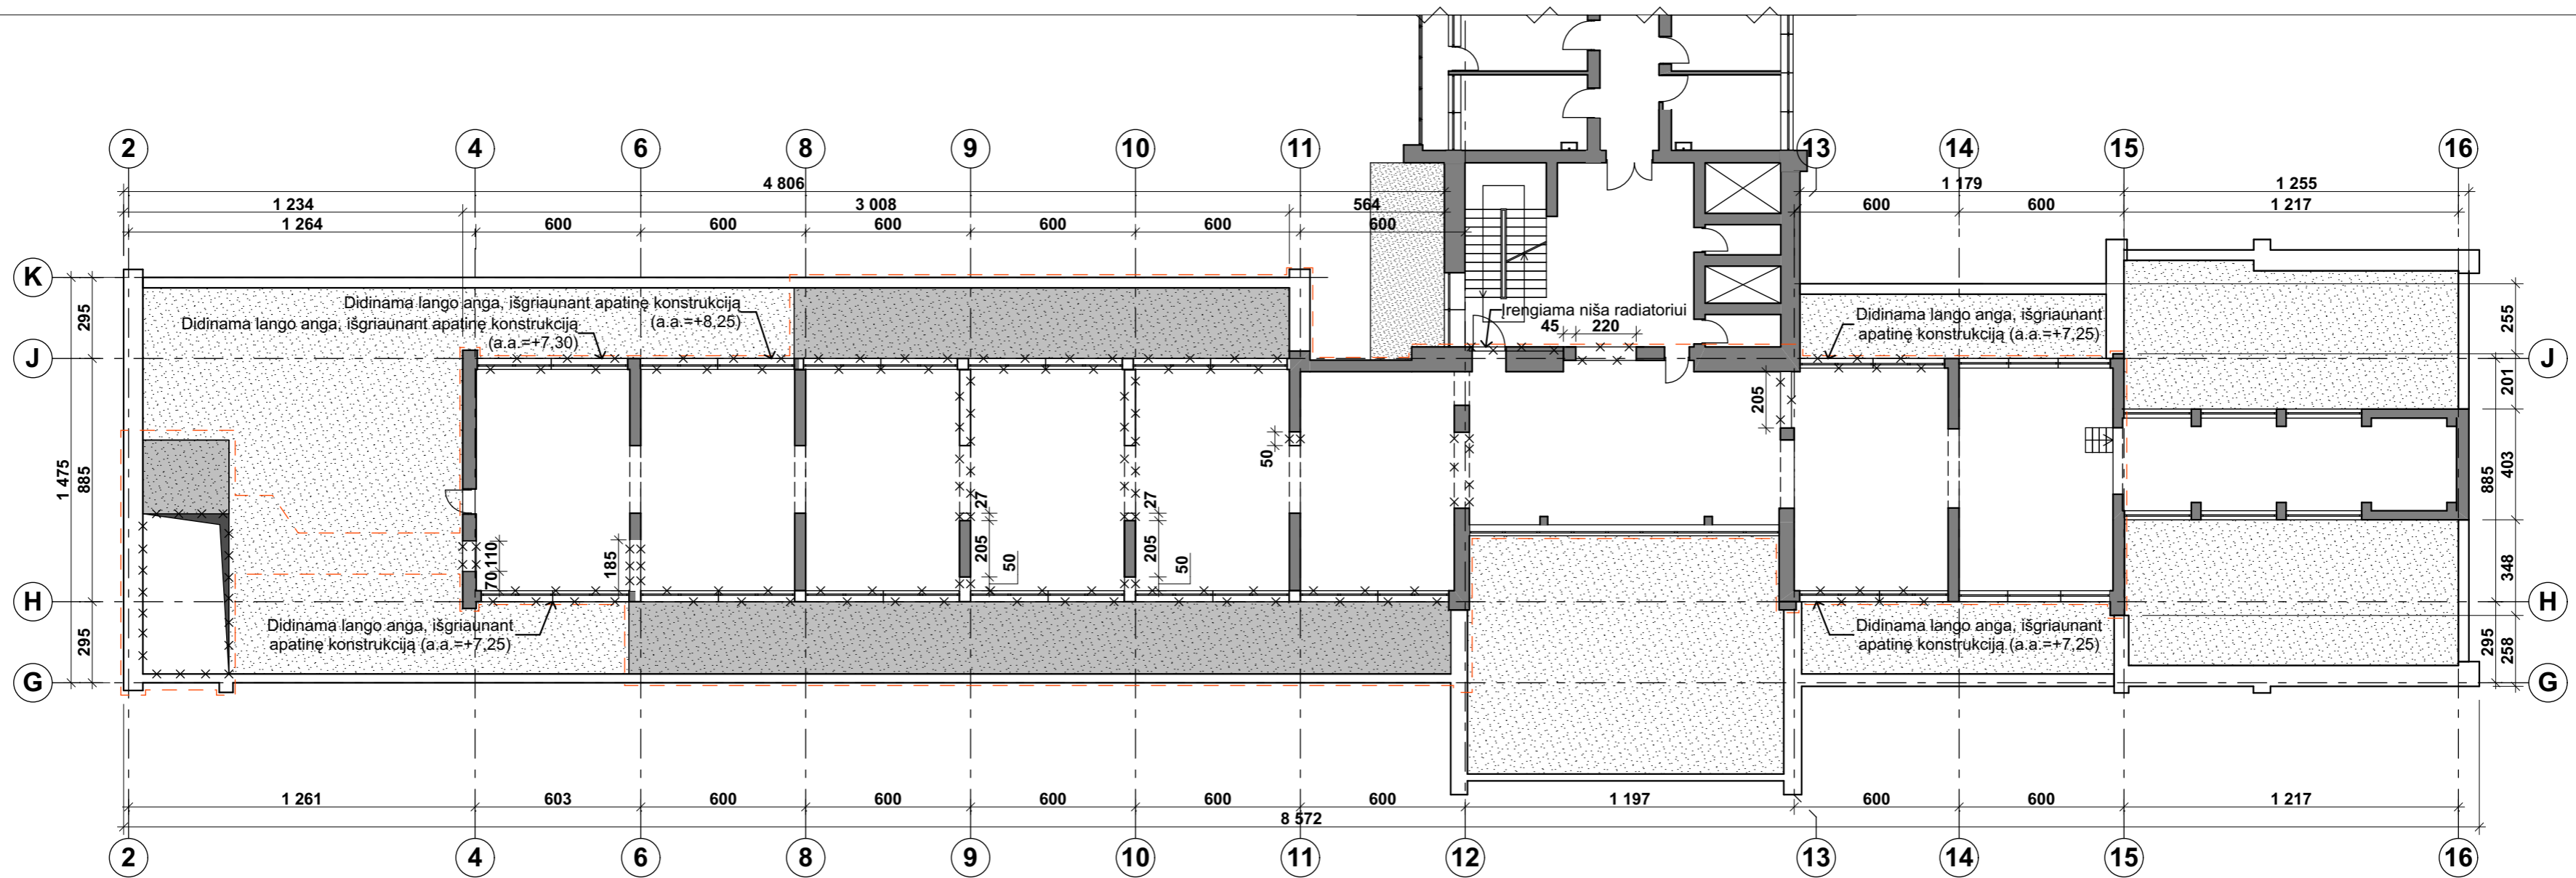 2 4 6 8 9 10 11 13 14 15 16
4 806
1 179 1 255
1 234 3 008 564 600 600 1 217
1 264 600 600 600 600 600 600
K
295
Didinama lango anga, išgriaunant apatinę konstrukciją
(a.a.=+8,25)
Didinama lango anga, išgriaunant apatinę konstrukciją
(a.a.=+7,30)
Įrengiama niša radiatoriui
45 220
Didinama lango anga, išgriaunant
apatinę konstrukciją
(a.a.=+7,25)
255
J J
205
201
1 475
885
50
403
885
27 27
110
70
185
205
50
205
50
348
H H
Didinama lango anga, išgriaunant
apatinę konstrukciją (a.a.=+7,25)
Didinama lango anga, išgriaunant
apatinę konstrukciją (a.a.=+7,25)
295
295
258
G G
1 261 603 600 600 600 600 600 1 197 600 600 1 217
8 572
2 4 6 8 9 10 11 12 13 14 15 16